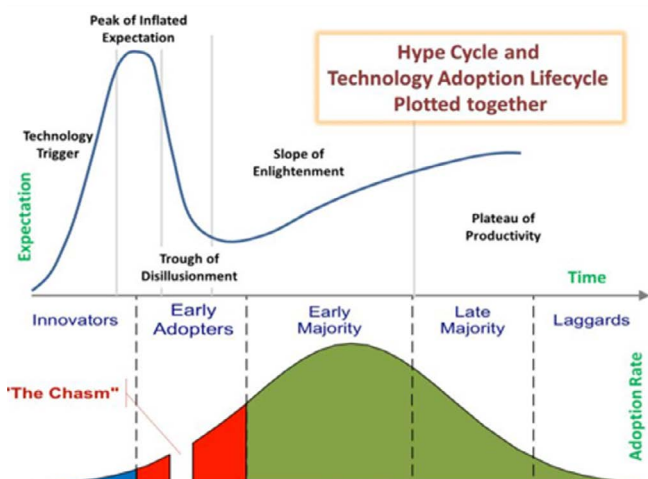 Peak of Inflated
Expectation
Hype Cycle and
Technology Adoption Lifecycle
Plotted together
Technology
Trigger
Slope of
Enlightenment
Expectation
Plateau of
Productivity
Trough of
Disillusionment
Time
Innovators
Early
Adopters
Early
Majority
Late
Majority
Laggards
"The Chasm"
Adoption Rate